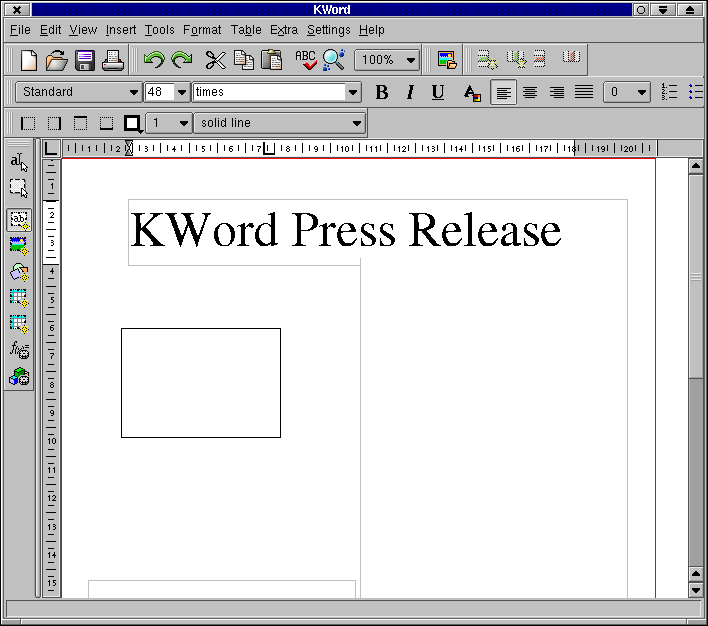 KWord
File Edit View Insert Tools Format Table Extra Settings Help
ABC 100%
Standard 48 times B I U A 0
1 solid line
1 2 3 4 5 6 7 8 9 10 11 12 13 14 15 16 17 18 19 20
KWord Press Release
1
2
3
4
5
6
7
8
9
10
11
12
13
14
15